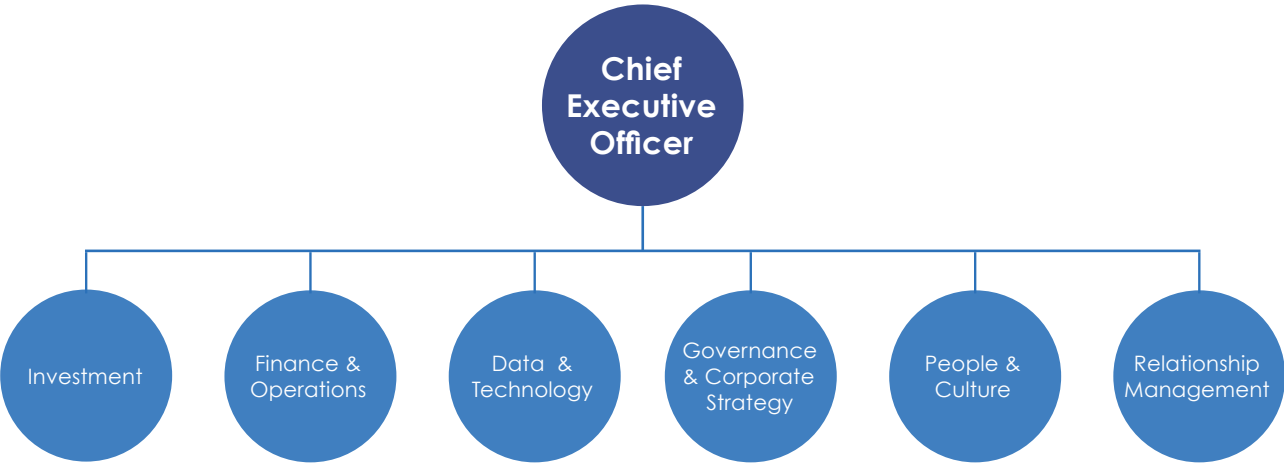 Chief
Executive
Officer
Investment
Finance &
Operations
Data &
Technology
Governance
& Corporate
Strategy
People &
Culture
Relationship
Management